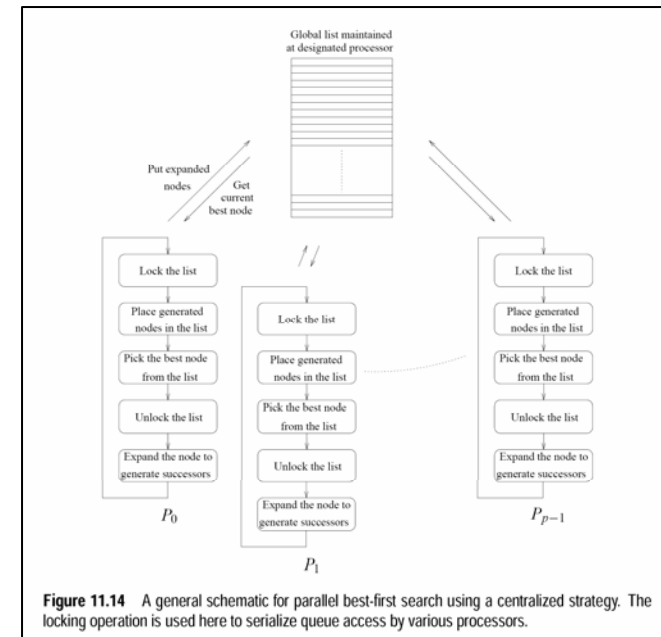 Global list maintained
at designated processor
Put expanded
nodes
Get
current
best node
Lock the list
Place generated
nodes in the list
Pick the best node
from the list
Unlock the list
Expand the node to
generate successors
P0
Lock the list
Place generated
nodes in the list
Pick the best node
from the list
Unlock the list
Expand the node to
generate successors
P1
Lock the list
Place generated
nodes in the list
Pick the best node
from the list
Unlock the list
Expand the node to
generate successors
Pp−1
Figure 11.14 A general schematic for parallel best-first search using a centralized strategy. The
locking operation is used here to serialize queue access by various processors.